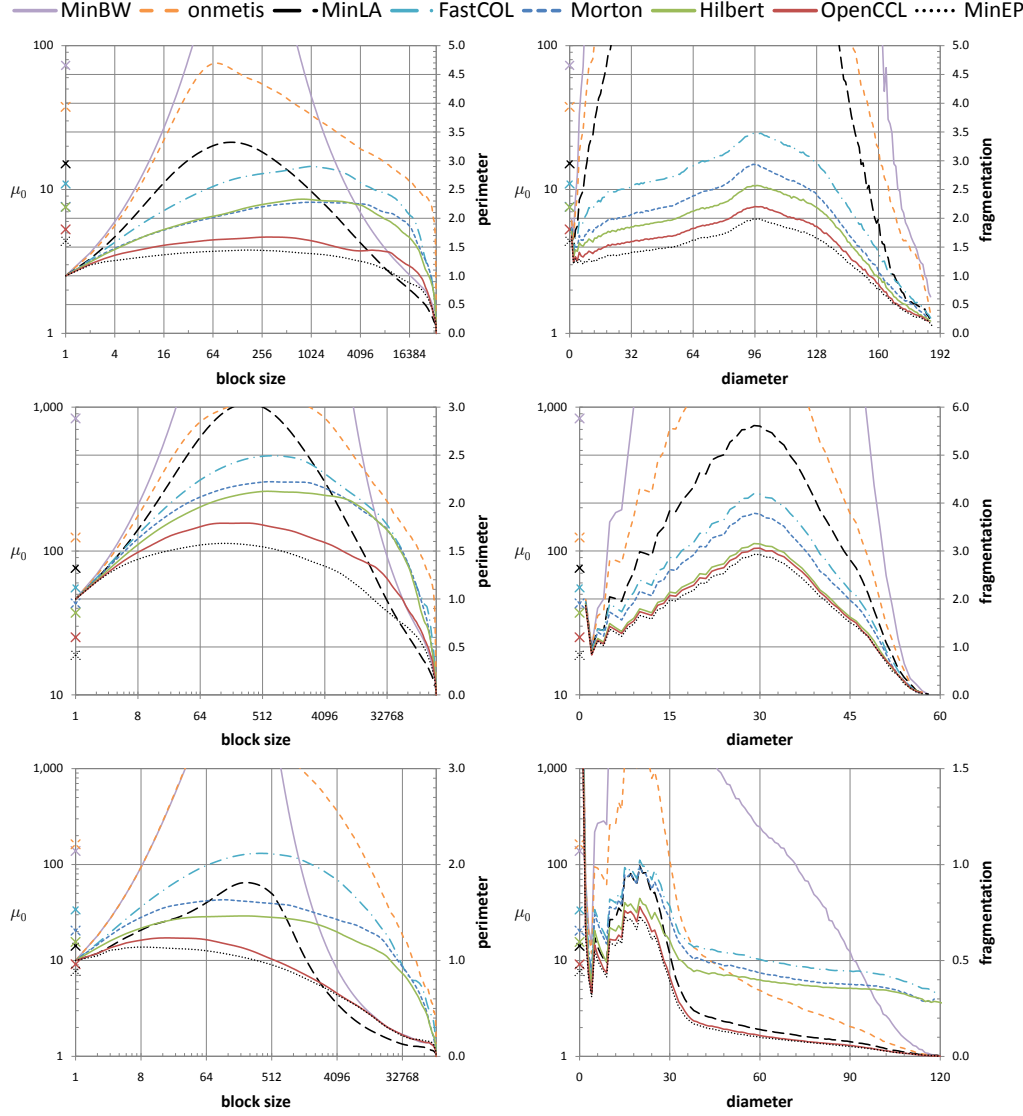 MinBW onmetis MinLA FastCOL Morton Hilbert OpenCCL MinEP
100 10 1
μ0
1 4 16 64 256 1024 4096 16384
block size
5.0 4.5 4.0 3.5 3.0 2.5 2.0 1.5 1.0 0.5 0.0
perimeter
100 10 1
μ0
0 32 64 96 128 160 192
diameter
5.0 4.5 4.0 3.5 3.0 2.5 2.0 1.5 1.0 0.5 0.0
fragmentation
1,000 100 10
μ0
1 8 64 512 4096 32768
block size
3.0 2.5 2.0 1.5 1.0 0.5 0.0
perimeter
1,000 100 10
μ0
0 15 30 45 60
diameter
6.0 5.0 4.0 3.0 2.0 1.0 0.0
fragmentation
1,000 100 10 1
μ0
1 8 64 512 4096 32768
block size
3.0 2.0 1.0 0.0
perimeter
1,000 100 10 1
μ0
0 30 60 90 120
diameter
1.5 1.0 0.5 0.0
fragmentation